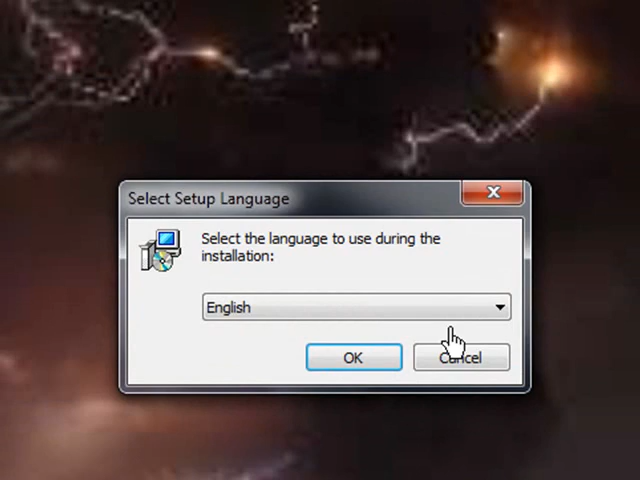 Select Setup Language
Select the language to use during the
installation:
English
OK
Cancel